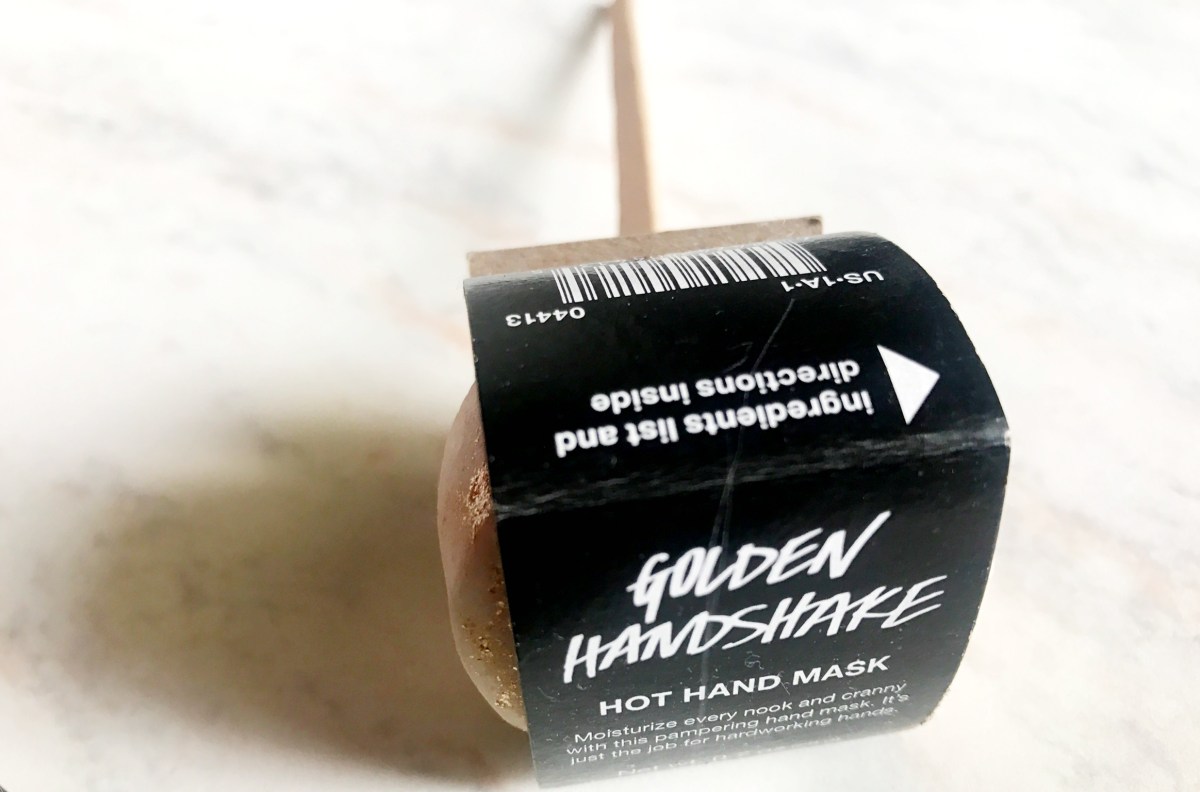 04413
US•1A•1
ingredients list and
directions inside
GOLDEN
HANDSHAKE
HOT HAND MASK
Moisturize every nook and cranny
with this pampering hand mask. It's
just the job for hardworking hands.